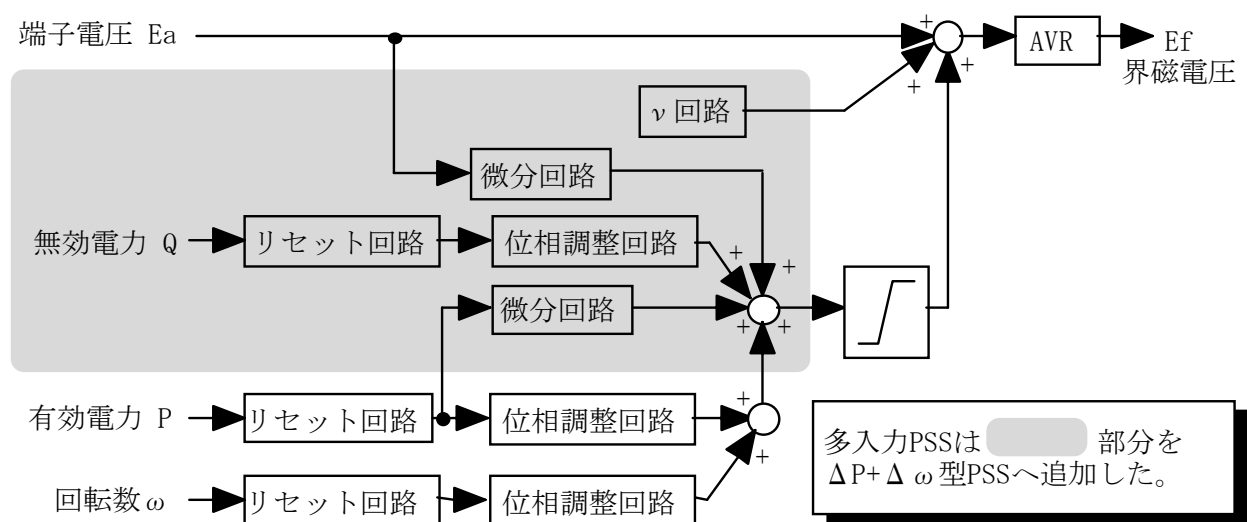 端子電圧 Ea
+
AVR
Ef
界磁電圧
+
+
ν回路
微分回路
無効電力 Q
リセット回路
位相調整回路
+
+
微分回路
+
+
有効電力 P
リセット回路
位相調整回路
+
回転数ω
リセット回路
位相調整回路
+
多入力PSSは 部分を
ΔP+Δω型PSSへ追加した。